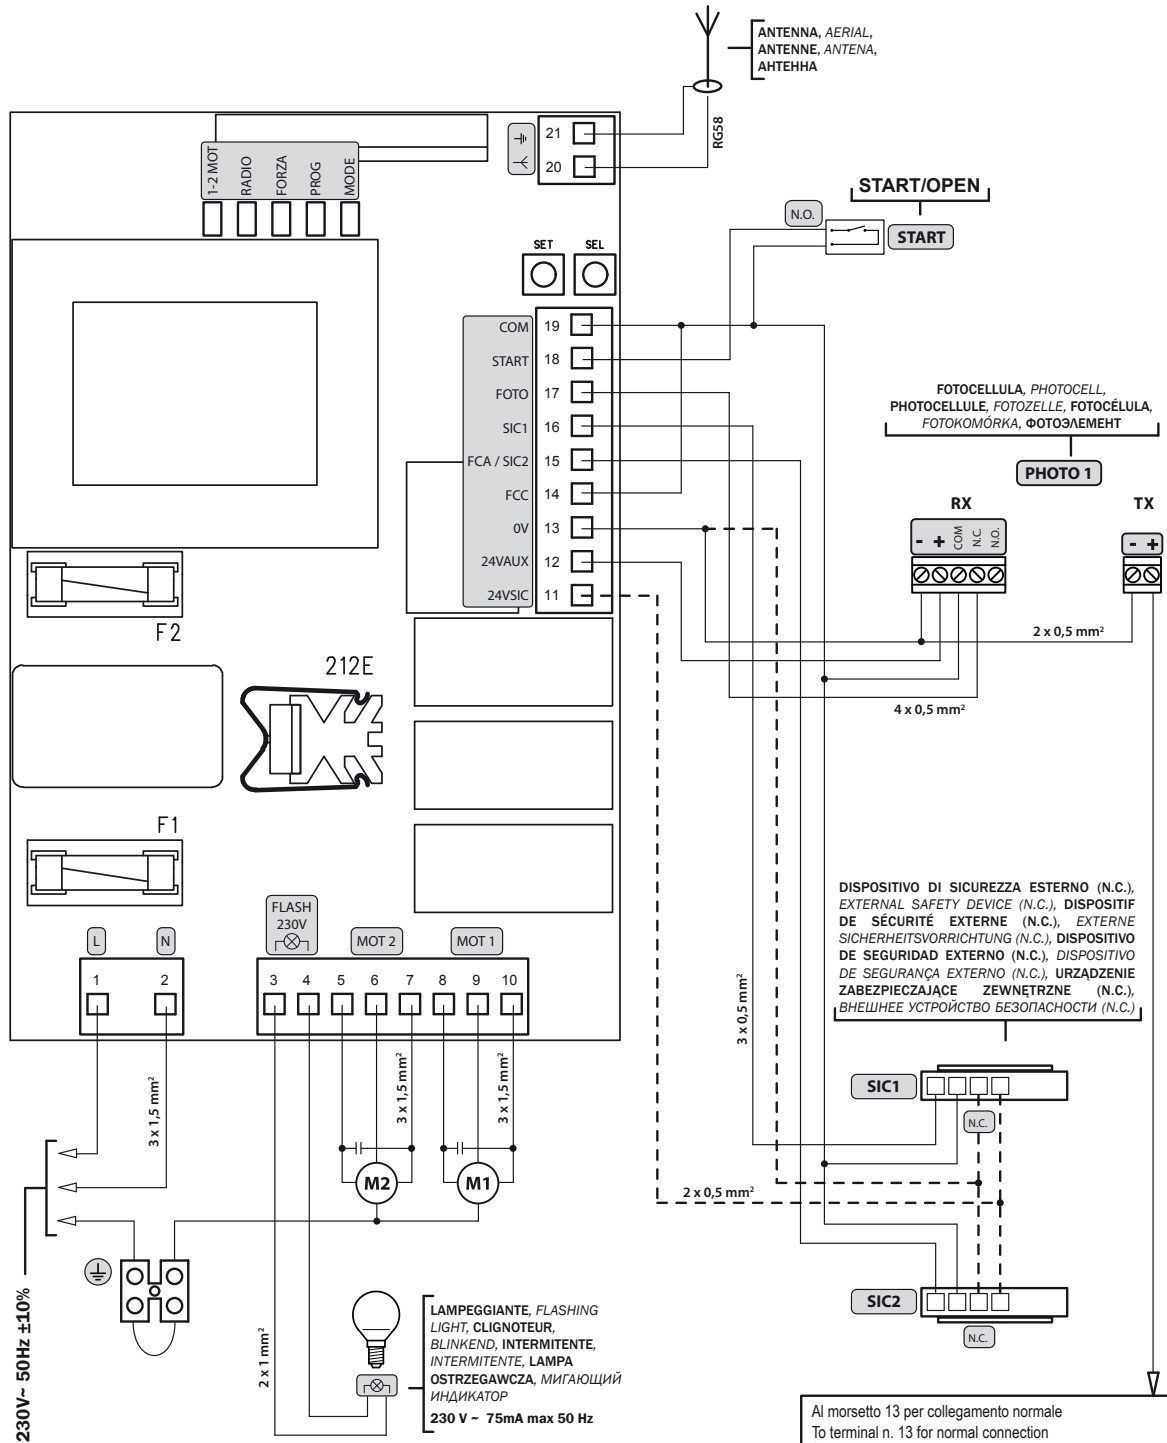 ANTENNA, AERIAL,
ANTENNE, ANTENA,
АНТЕННА
RG58
21
20
1-2 MOT
RADIO
FORZA
PROG
MODE
START/OPEN
N.O.
START
SET
SEL
COM 19
START 18
FOTO 17
SIC1 16
FCA / SIC2 15
FCC 14
0V 13
24VAUX 12
24VSIC 11
FOTOCELLULA, PHOTOCELL,
PHOTOCELLULE, FOTOZELLE, FOTOCÉLULA,
FOTOKOMÓRKA, ФОТОЭЛЕМЕНТ
PHOTO 1
RX
TX
- + COM N.C. N.O.
- +
2 x 0,5 mm²
4 x 0,5 mm²
F2
212E
F1
DISPOSITIVO DI SICUREZZA ESTERNO (N.C.),
EXTERNAL SAFETY DEVICE (N.C.), DISPOSITIF
DE SÉCURITÉ EXTERNE (N.C.), EXTERNE
SICHERHEITSVORRICHTUNG (N.C.), DISPOSITIVO
DE SEGURIDAD EXTERNO (N.C.), DISPOSITIVO
DE SEGURANÇA EXTERNO (N.C.), URZĄDZENIE
ZABEZPIECZAJĄCE ZEWNĘTRZNE (N.C.),
ВНЕШНЕЕ УСТРОЙСТВО БЕЗОПАСНОСТИ (N.C.)
FLASH
230V
L
N
MOT 2
MOT 1
1
2
3
4
5
6
7
8
9
10
3 x 1,5 mm²
3 x 1,5 mm²
3 x 1,5 mm²
3 x 0,5 mm²
SIC1
N.C.
M2
M1
2 x 0,5 mm²
SIC2
N.C.
230V~ 50Hz ±10%
2 x 1 mm²
LAMPEGGIANTE, FLASHING
LIGHT, CLIGNOTEUR,
BLINKEND, INTERMITENTE,
INTERMITENTE, LAMPA
OSTRZEGAWCZA, МИГАЮЩИЙ
ИНДИКАТОР
230 V ~ 75mA max 50 Hz
Al morsetto 13 per collegamento normale
To terminal n. 13 for normal connection